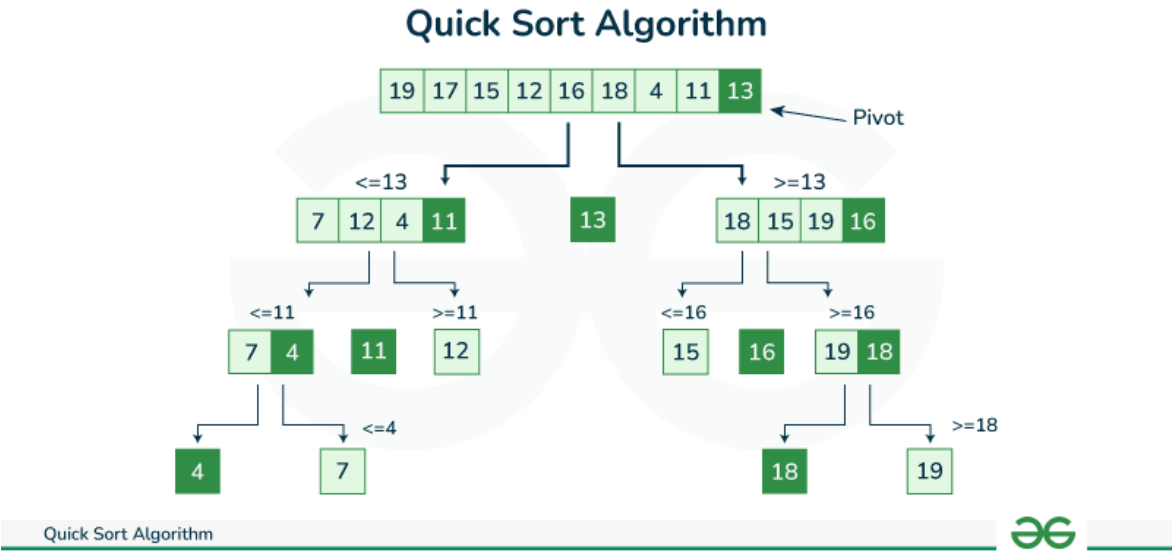 Quick Sort Algorithm
19 17 15 12 16 18 4 11 13
Pivot
<=13 >=13
7 12 4 11 13 18 15 19 16
<=11 >=11 <=16 >=16
7 4 11 12 15 16 19 18
<=4 >=18
4 7 18 19
Quick Sort Algorithm